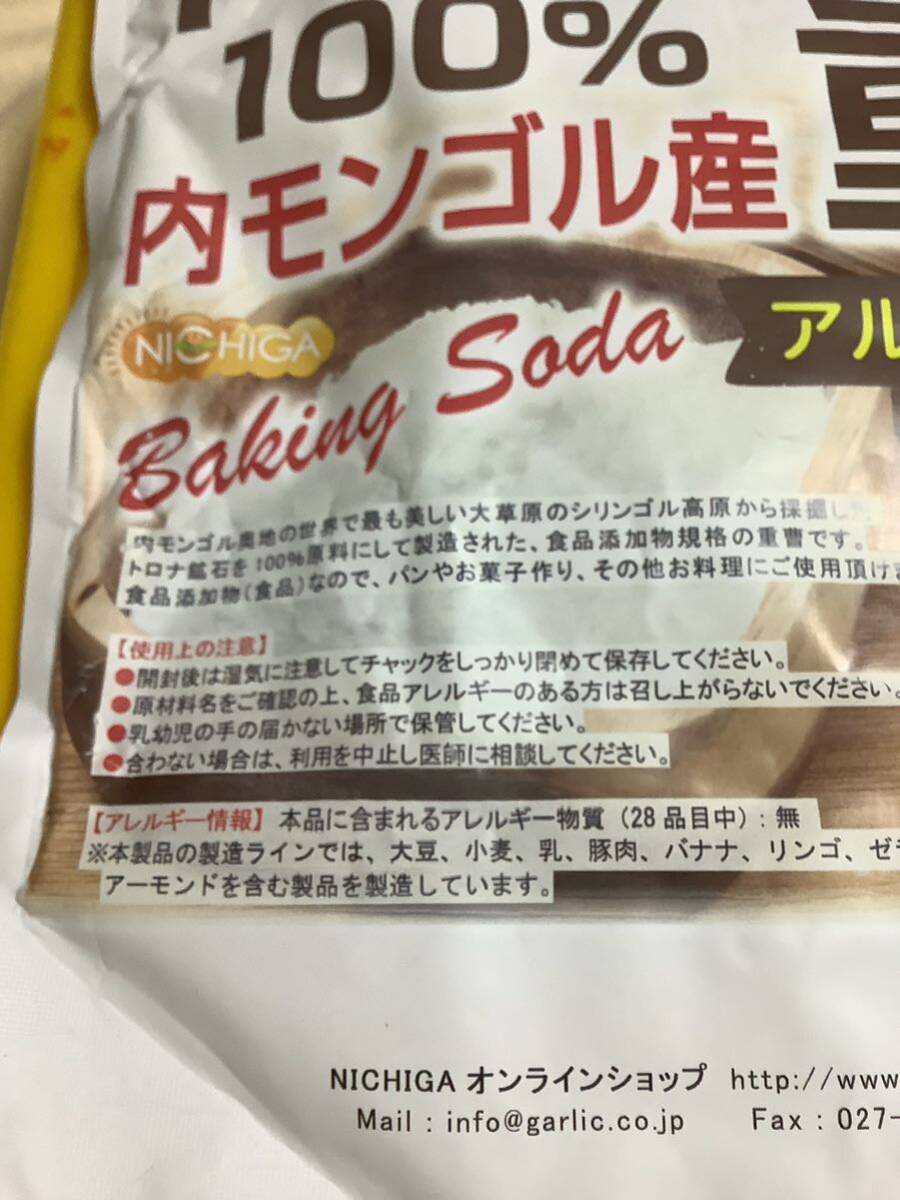 100%
内モンゴル産
NICHIGA
アル
Baking Soda
内モンゴル奥地の世界で最も美しい大草原のシリンゴル高原から採掘し
トロナ鉱石を100%原料にして製造された、食品添加物規格の重曹です。
食品添加物(食品)なので、パンやお菓子作り、その他お料理にご使用頂けま
【使用上の注意】
●開封後は湿気に注意してチャックをしっかり閉めて保存してください。
●原材料名をご確認の上、食品アレルギーのある方は召し上がらないでください。
●乳幼児の手の届かない場所で保管してください。
●合わない場合は、利用を中止し医師に相談してください。
【アレルギー情報】 本品に含まれるアレルギー物質(28品目中):無
※本製品の製造ラインでは、大豆、小麦、乳、豚肉、バナナ、リンゴ、ゼラ
アーモンドを含む製品を製造しています。
NICHIGA オンラインショップ http://www
Mail : info@garlic.co.jp Fax : 027-